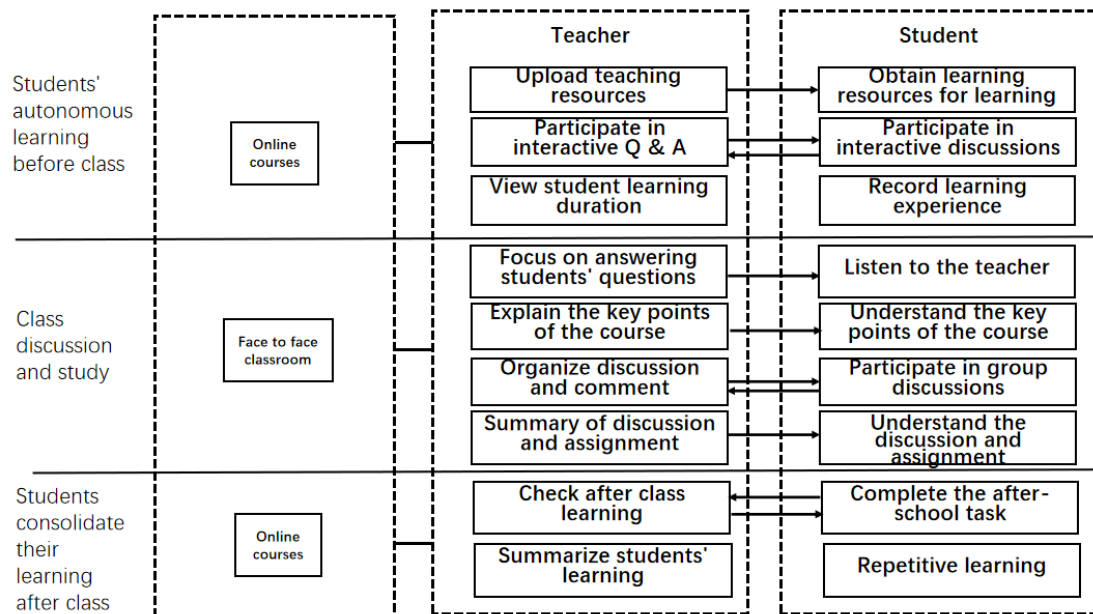 Teacher
Student
Students'
autonomous
learning
before class
Online
courses
Upload teaching
resources
Obtain learning
resources for learning
Participate in
interactive Q & A
Participate in
interactive discussions
View student learning
duration
Record learning
experience
Class
discussion
and study
Face to face
classroom
Focus on answering
students' questions
Listen to the teacher
Explain the key points
of the course
Understand the key
points of the course
Organize discussion
and comment
Participate in group
discussions
Summary of discussion
and assignment
Understand the
discussion and
assignment
Students
consolidate
their
learning
after class
Online
courses
Check after class
learning
Complete the after-
school task
Summarize students'
learning
Repetitive learning